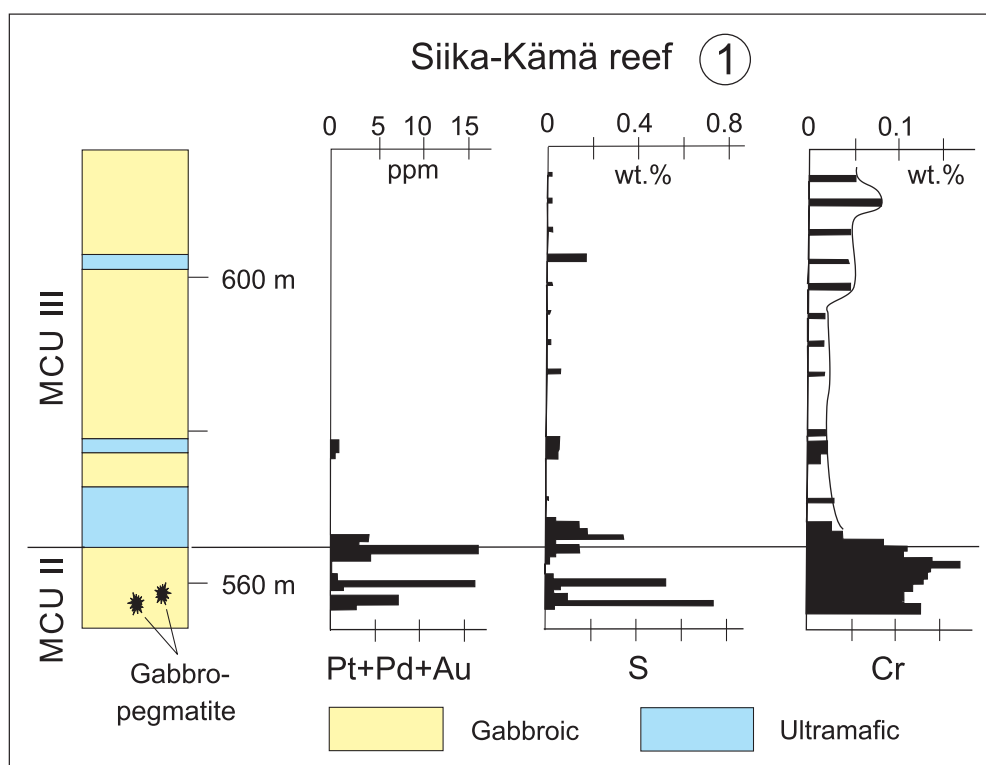 Siika-Kämä reef 1
0 5 10 15
ppm
0 0.4 0.8
wt.%
0 0.1
wt.%
MCU III
600 m
MCU II
560 m
Gabbro-
pegmatite
Pt+Pd+Au
S
Cr
Gabbroic
Ultramafic